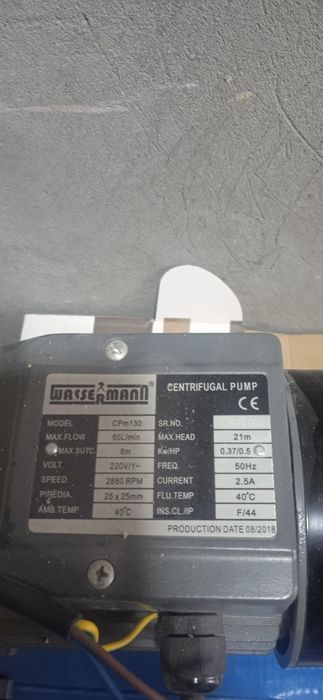 WASSERMANN®
CENTRIFUGAL PUMP
CE
MODEL CPm130 SR.NO.
MAX.FLOW 65L/min MAX.HEAD 21m
MAX.SUTC. 8m Kw/HP 0,37/0.5
VOLT. 220V/1~ FREQ. 50Hz
SPEED 2860 RPM CURRENT 2.5A
PIPEDIA. 25 x 25mm FLU.TEMP 40°C
AMB.TEMP 40°C INS.CL./IP F/44
PRODUCTION DATE 08/2018